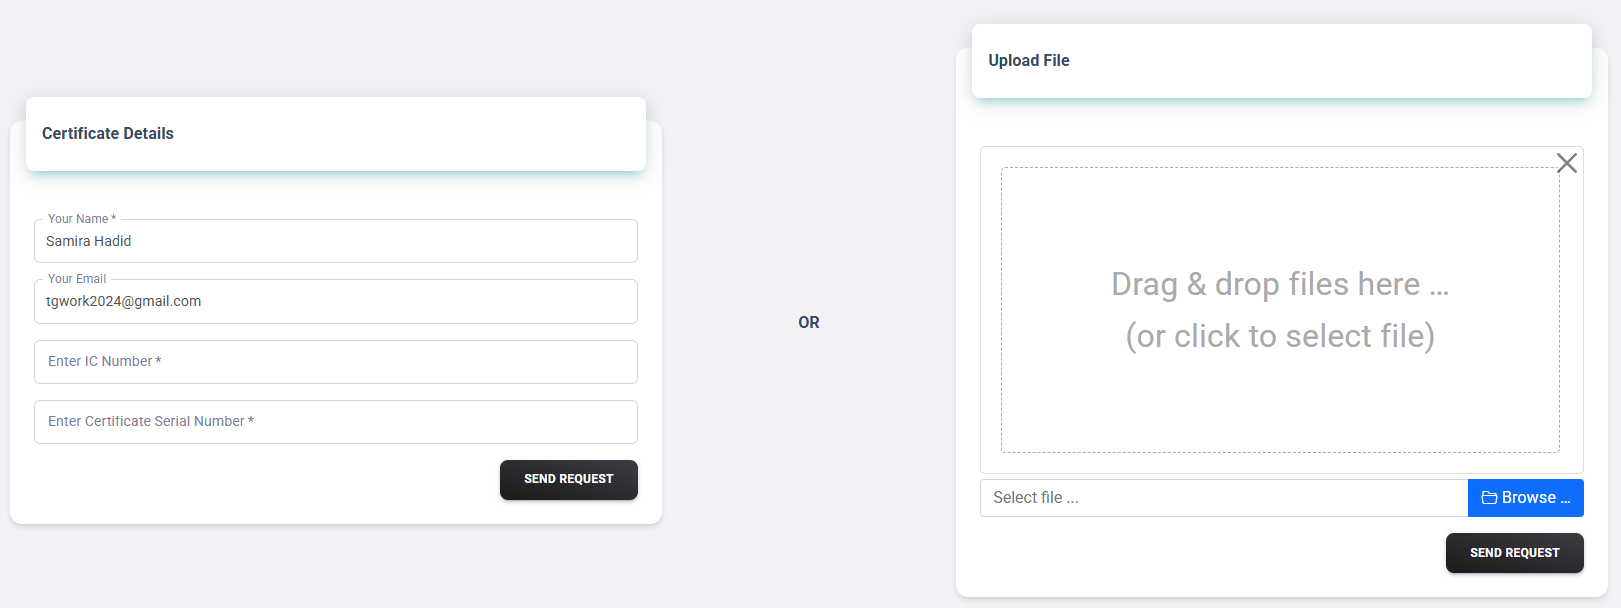 Certificate Details
Your Name *
Samira Hadid
Your Email
tgwork2024@gmail.com
Enter IC Number *
Enter Certificate Serial Number *
SEND REQUEST
OR
Upload File
Drag & drop files here ...
(or click to select file)
Select file ...
Browse ...
SEND REQUEST